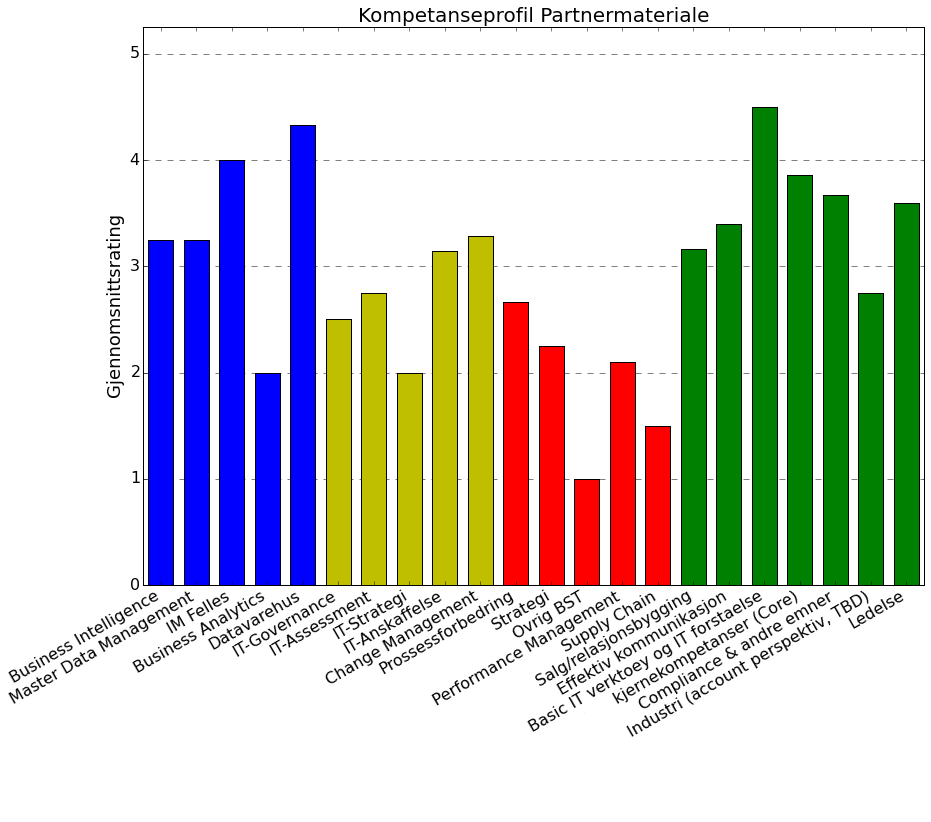 Kompetanseprofil Partnermateriale
Gjennomsnittsrating
5
4
3
2
1
0
Business Intelligence
Master Data Management
IM Felles
Business Analytics
Datavarehus
IT-Governance
IT-Assessment
IT-Strategi
IT-Anskaffelse
Change Management
Prossessforbedring
Strategi
Ovrig BST
Performance Management
Supply Chain
Salg/relasjonsbygging
Effektiv kommunikasjon
Basic IT verktoey og IT forstaelse
kjernekompetanser (Core)
Compliance & andre emner
Industri (account perspektiv, TBD)
Ledelse